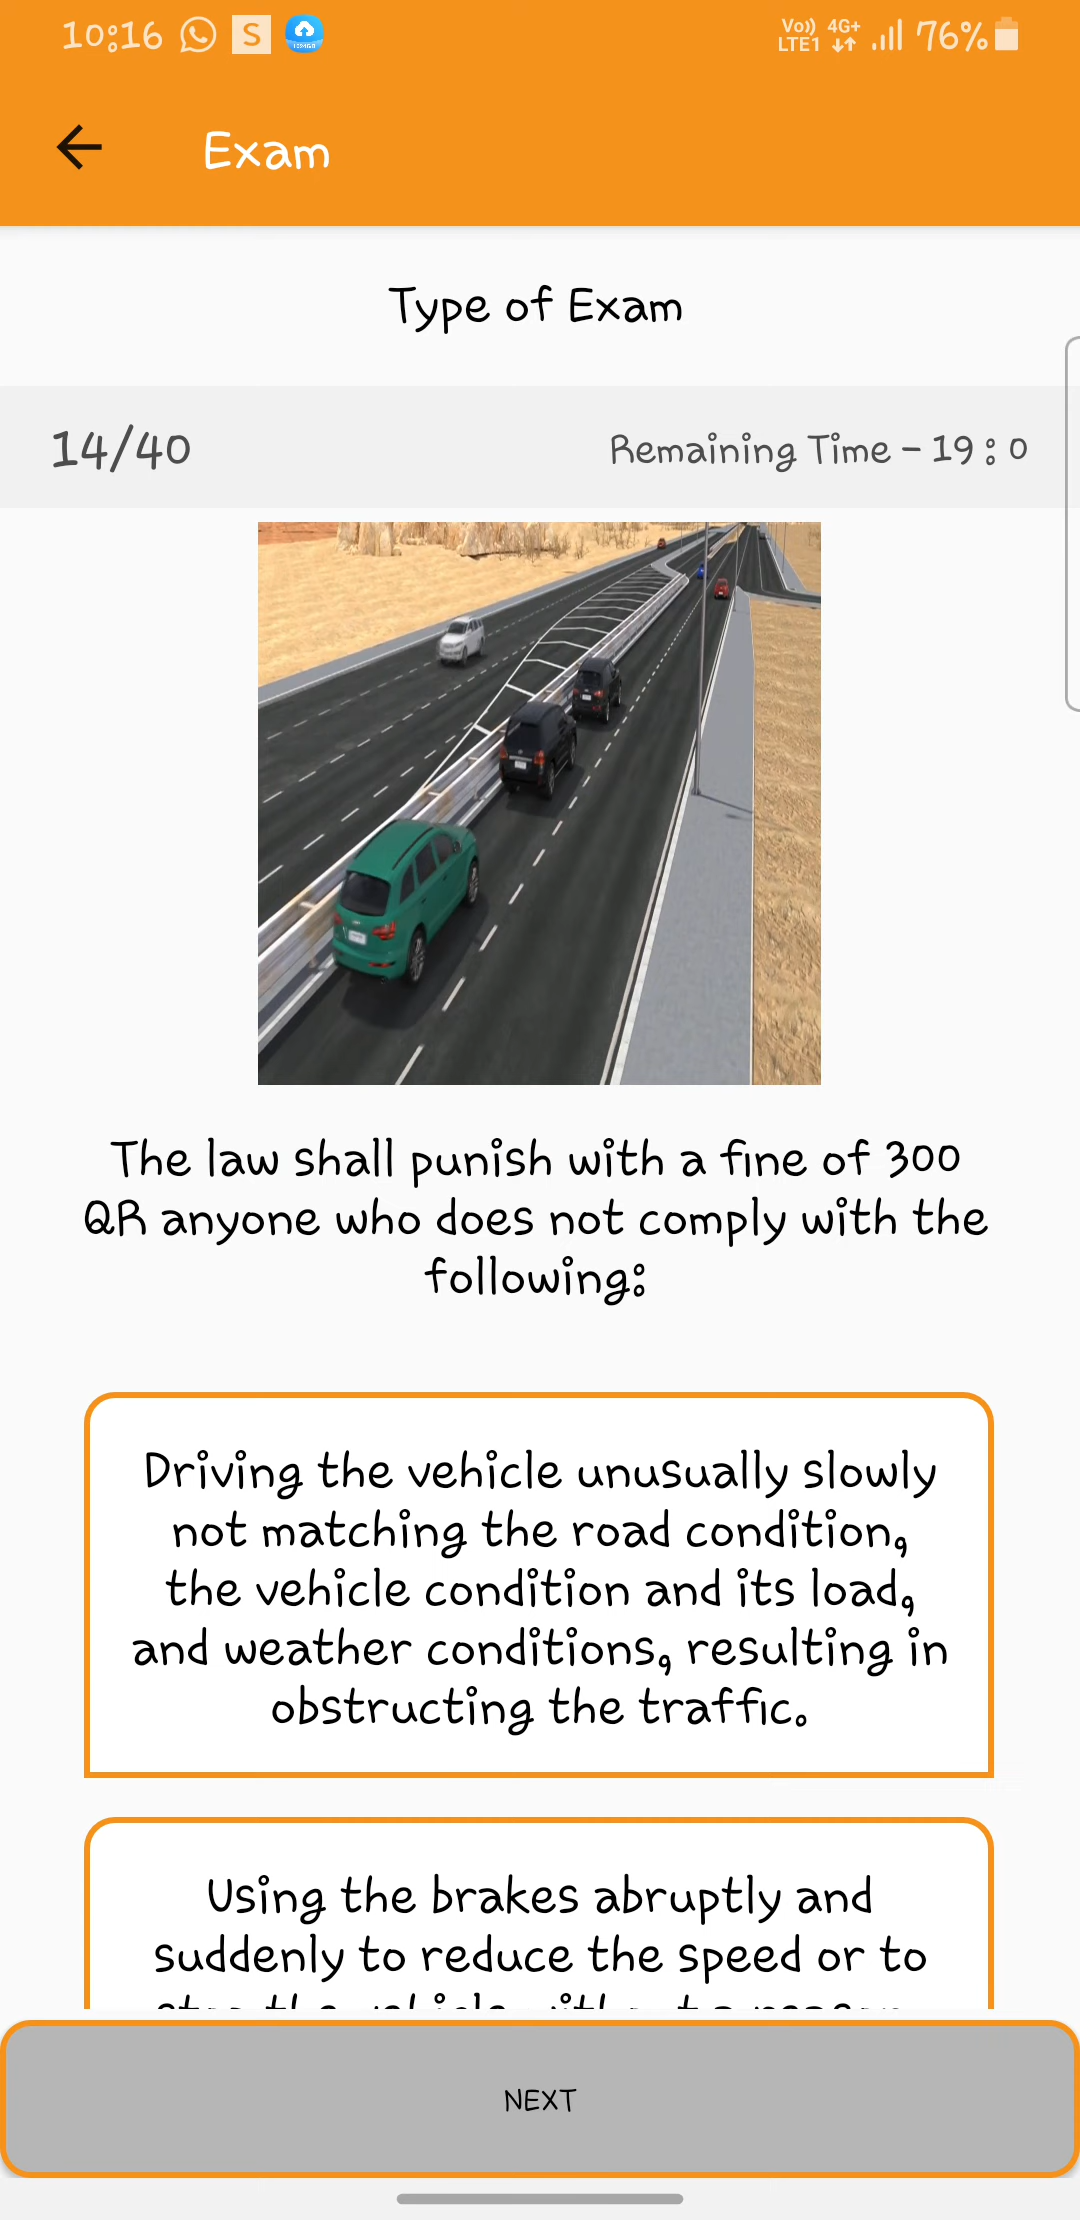 10:16 S
Vo)) 4G+
LTE1 76%
Exam
Type of Exam
14/40 Remaining Time - 19 : 0
The law shall punish with a fine of 300
QR anyone who does not comply with the
following:
Driving the vehicle unusually slowly
not matching the road condition,
the vehicle condition and its load,
and weather conditions, resulting in
obstructing the traffic.
Using the brakes abruptly and
suddenly to reduce the speed or to
NEXT